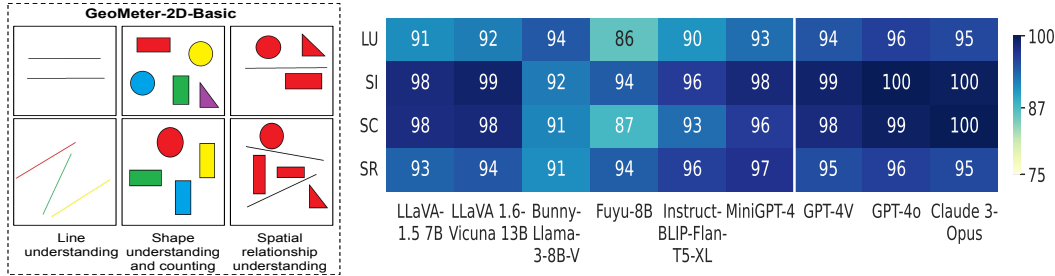 GeoMeter-2D-Basic
Line
understanding
Shape
understanding
and counting
Spatial
relationship
understanding
LU 91 92 94 86 90 93 94 96 95
SI 98 99 92 94 96 98 99 100 100
SC 98 98 91 87 93 96 98 99 100
SR 93 94 91 94 96 97 95 96 95
LLaVA-
1.5 7B
LLaVA 1.6-
Vicuna 13B
Bunny-
Llama-
3-8B-V
Fuyu-8B
Instruct-
BLIP-Flan-
T5-XL
MiniGPT-4
GPT-4V
GPT-4o
Claude 3-
Opus
100
87
75